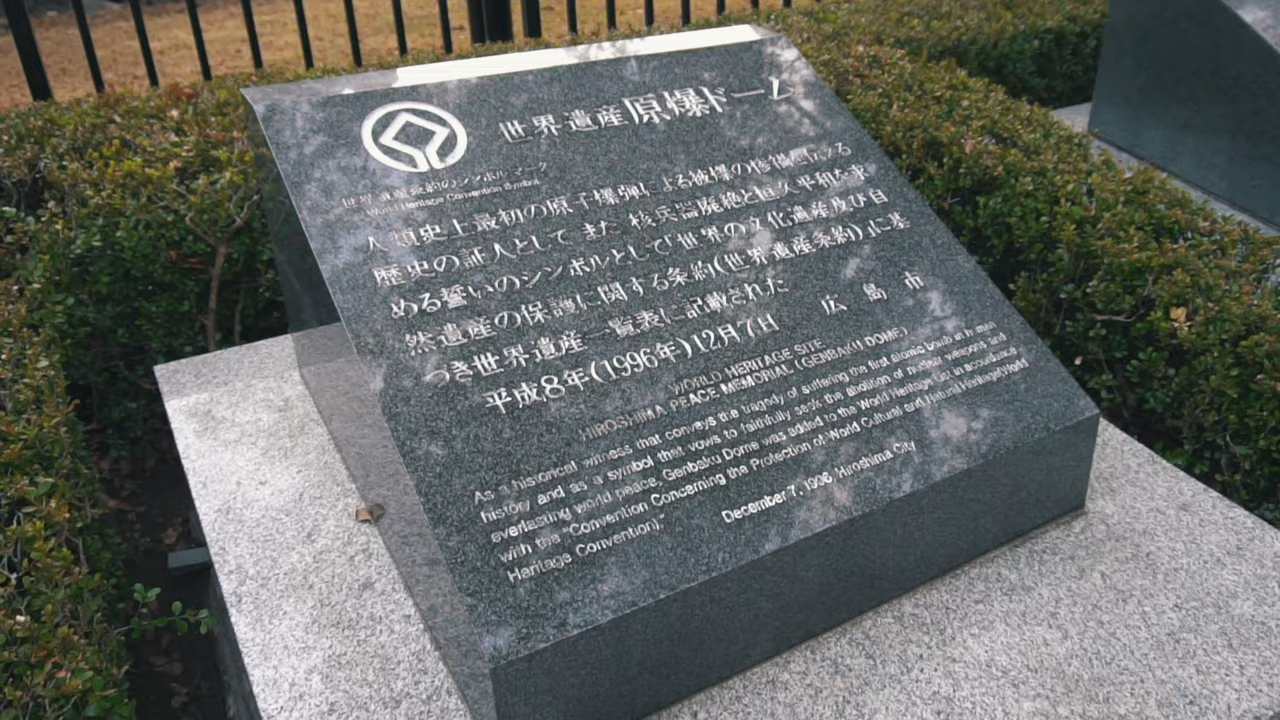 世界遺産 原爆ドーム
世界遺産条約のシンボルマーク
World Heritage Convention Symbol
人類史上最初の原子爆弾による被爆の惨禍を伝える
歴史の証人として また 核兵器廃絶と恒久平和を求
める誓いのシンボルとして「世界の文化遺産及び自
然遺産の保護に関する条約(世界遺産条約)」に基
づき世界遺産一覧表に記載された
平成8年(1996年)12月7日 広島市
WORLD HERITAGE SITE
HIROSHIMA PEACE MEMORIAL (GENBAKU DOME)
As a historical witness that conveys the tragedy of suffering the first atomic bomb in human
history and as a symbol that vows to faithfully seek the abolition of nuclear weapons and
everlasting world peace, Genbaku Dome was added to the World Heritage List in accordance
with the "Convention Concerning the Protection of World Cultural and Natural Heritage(World
Heritage Convention)."
December 7, 1996, Hiroshima City